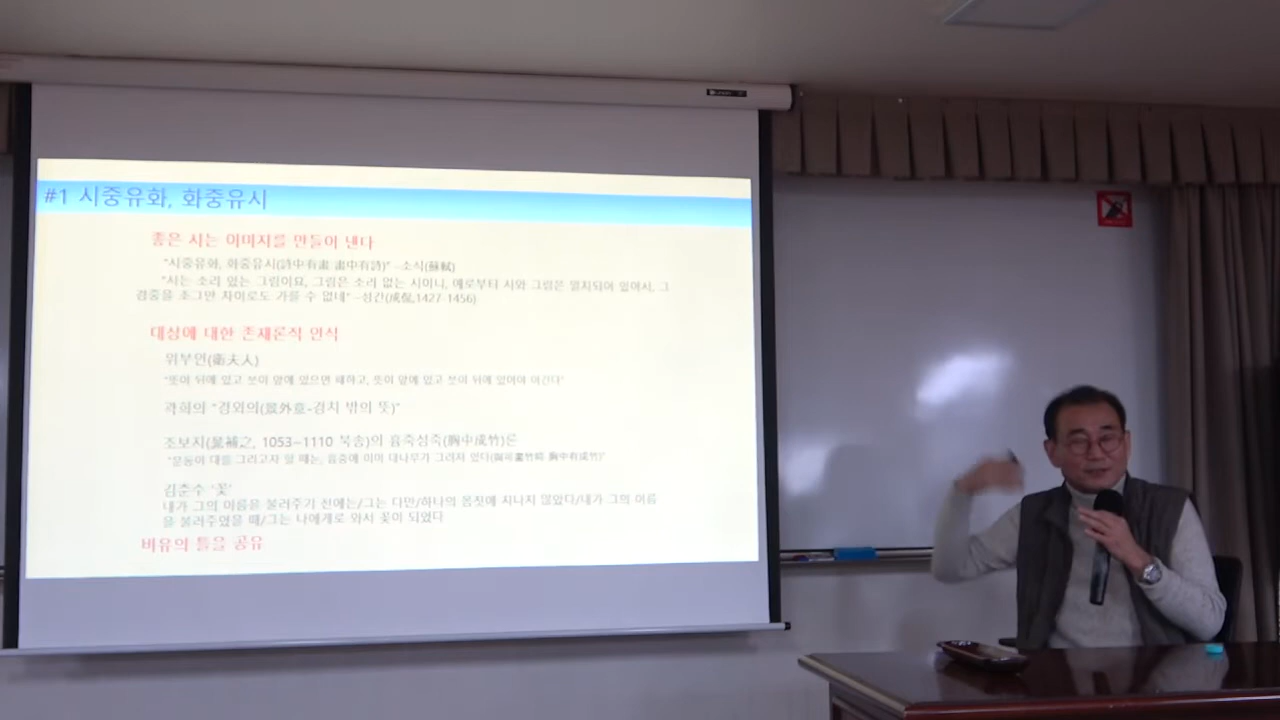 #1 시중유화, 화중유시
좋은 시는 이미지를 만들어 낸다
"시중유화, 화중유시(詩中有畫 畫中有詩)" –소식(蘇軾)
"시는 소리 있는 그림이요, 그림은 소리 없는 시이니, 예로부터 시와 그림은 일치되어 있어서, 그
경중을 조그만 차이로도 가를 수 없네" –성간(成侃,1427-1456)
대상에 대한 존재론적 인식
위부인(衛夫人)
"뜻이 뒤에 있고 붓이 앞에 있으면 패하고, 뜻이 앞에 있고 붓이 뒤에 있어야 이긴다"
곽희의 "경외의(景外意-경치 밖의 뜻)"
조보지(晁補之, 1053–1110 북송)의 흉중성죽(胸中成竹)론
"문동이 대를 그리고자 할 때는, 흉중에 이미 대나무가 그려져 있다(與可畫竹時 胸中有成竹)"
김춘수 '꽃'
내가 그의 이름을 불러주기 전에는/그는 다만/하나의 몸짓에 지나지 않았다/내가 그의 이름
을 불러주었을 때/그는 나에게로 와서 꽃이 되었다
비유의 틀을 공유